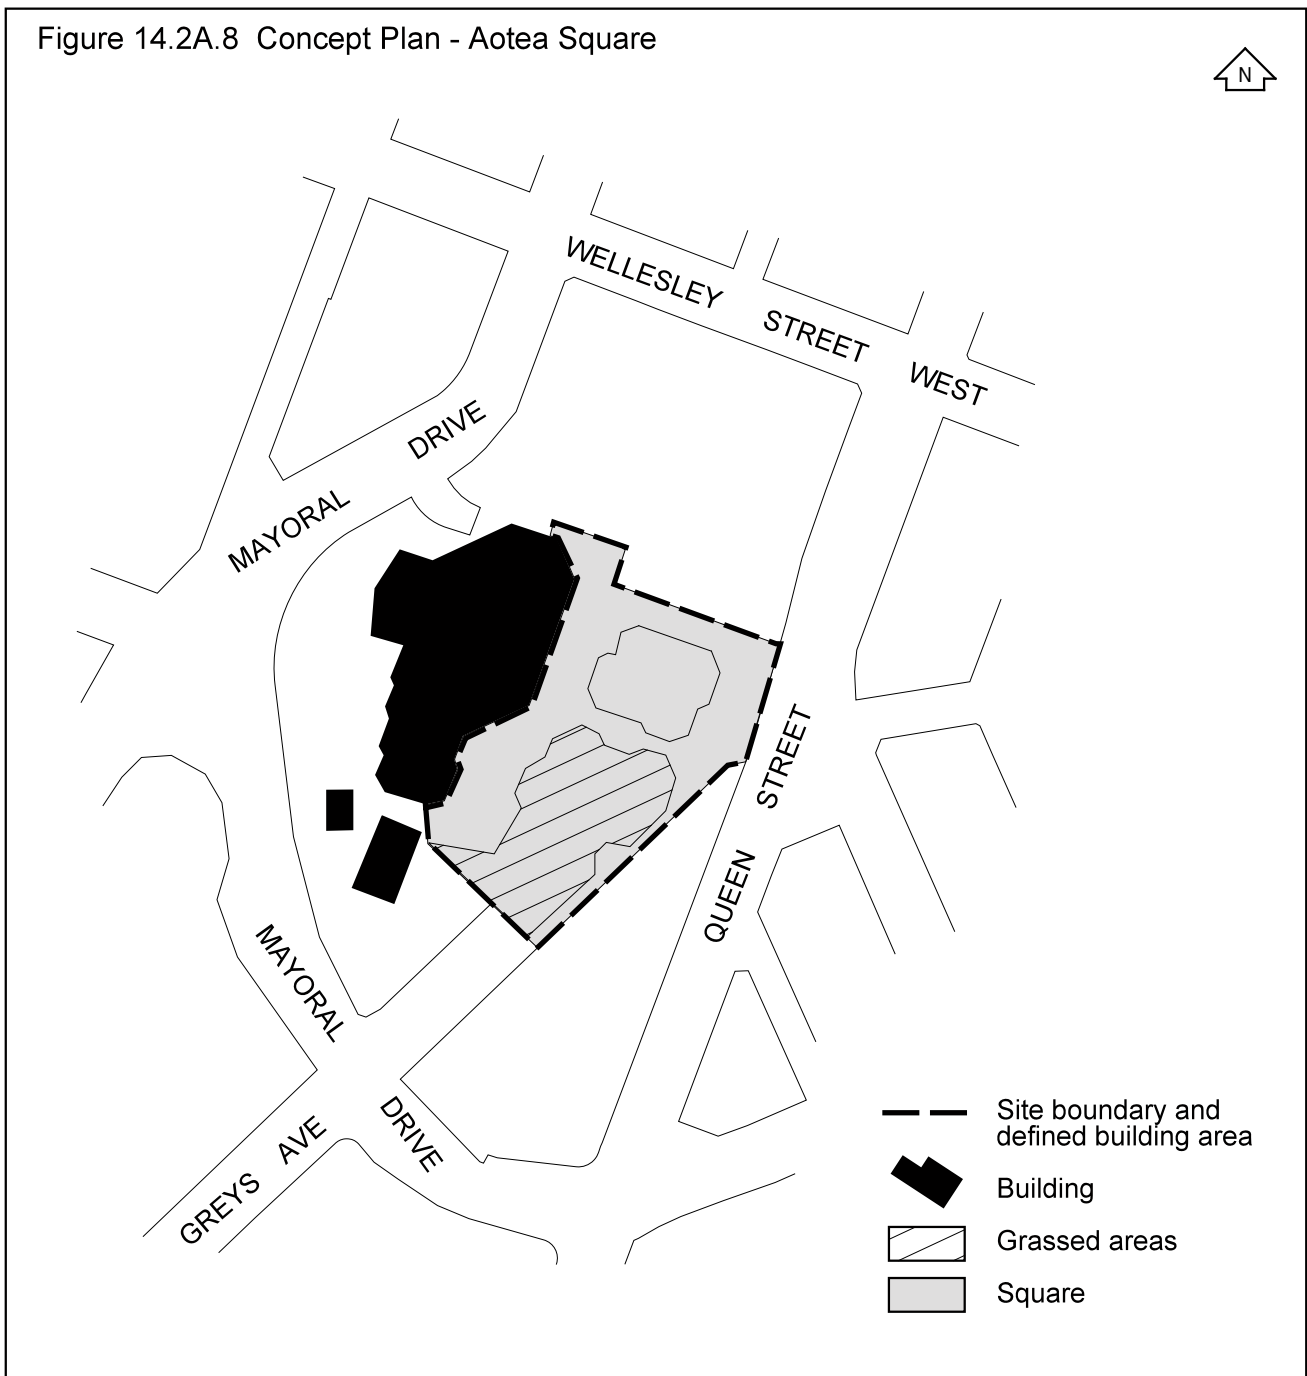 Figure 14.2A.8 Concept Plan - Aotea Square
N
WELLESLEY STREET WEST
MAYORAL DRIVE
QUEEN STREET
MAYORAL DRIVE
GREYS AVE
Site boundary and
defined building area
Building
Grassed areas
Square